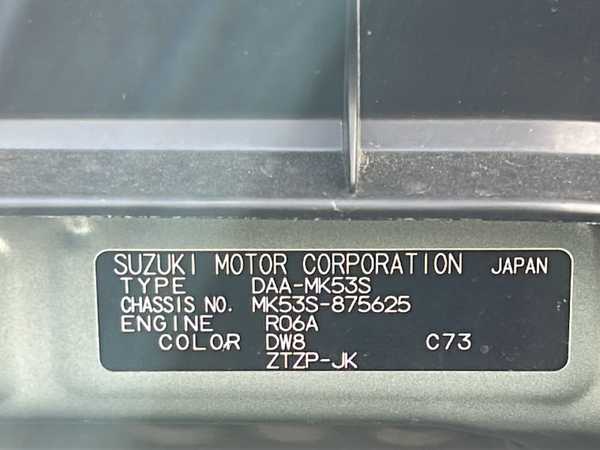 SUZUKI MOTOR CORPORATION JAPAN
TYPE DAA-MK53S
CHASSIS NO. MK53S-875625
ENGINE R06A
COLOR DW8 C73
ZTZP-JK